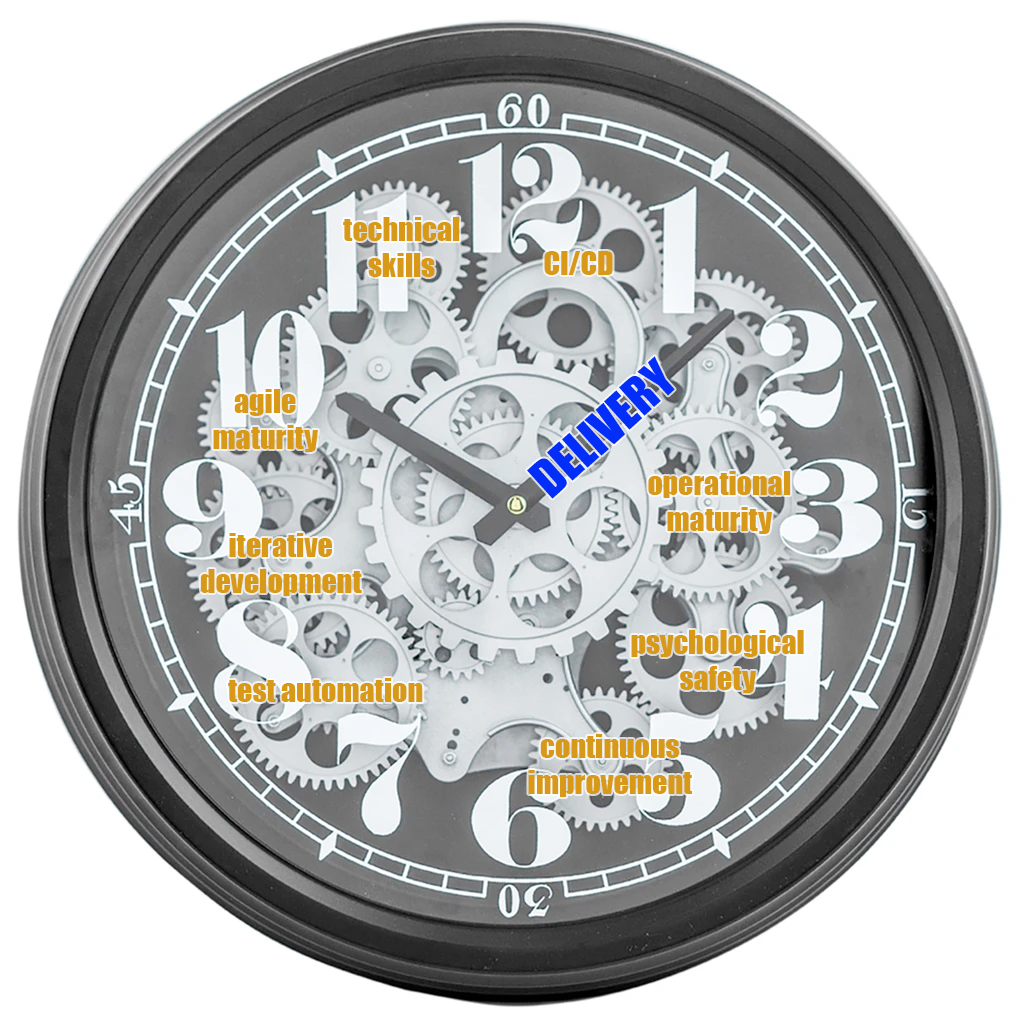 60
12
11
1
technical
skills
CI/CD
10
2
DELIVERY
agile
maturity
45
9
operational
maturity
3
15
iterative
development
8
4
psychological
safety
test automation
7
continuous
improvement
5
6
30